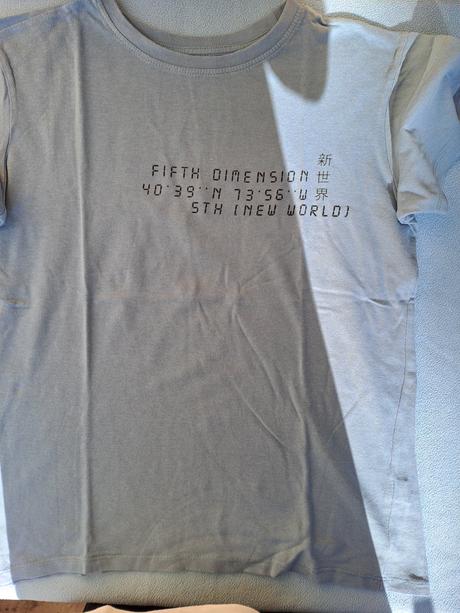 FIFTH DIMENSION
40°39''N 73°56''W
5TH [NEW WORLD]
新世界